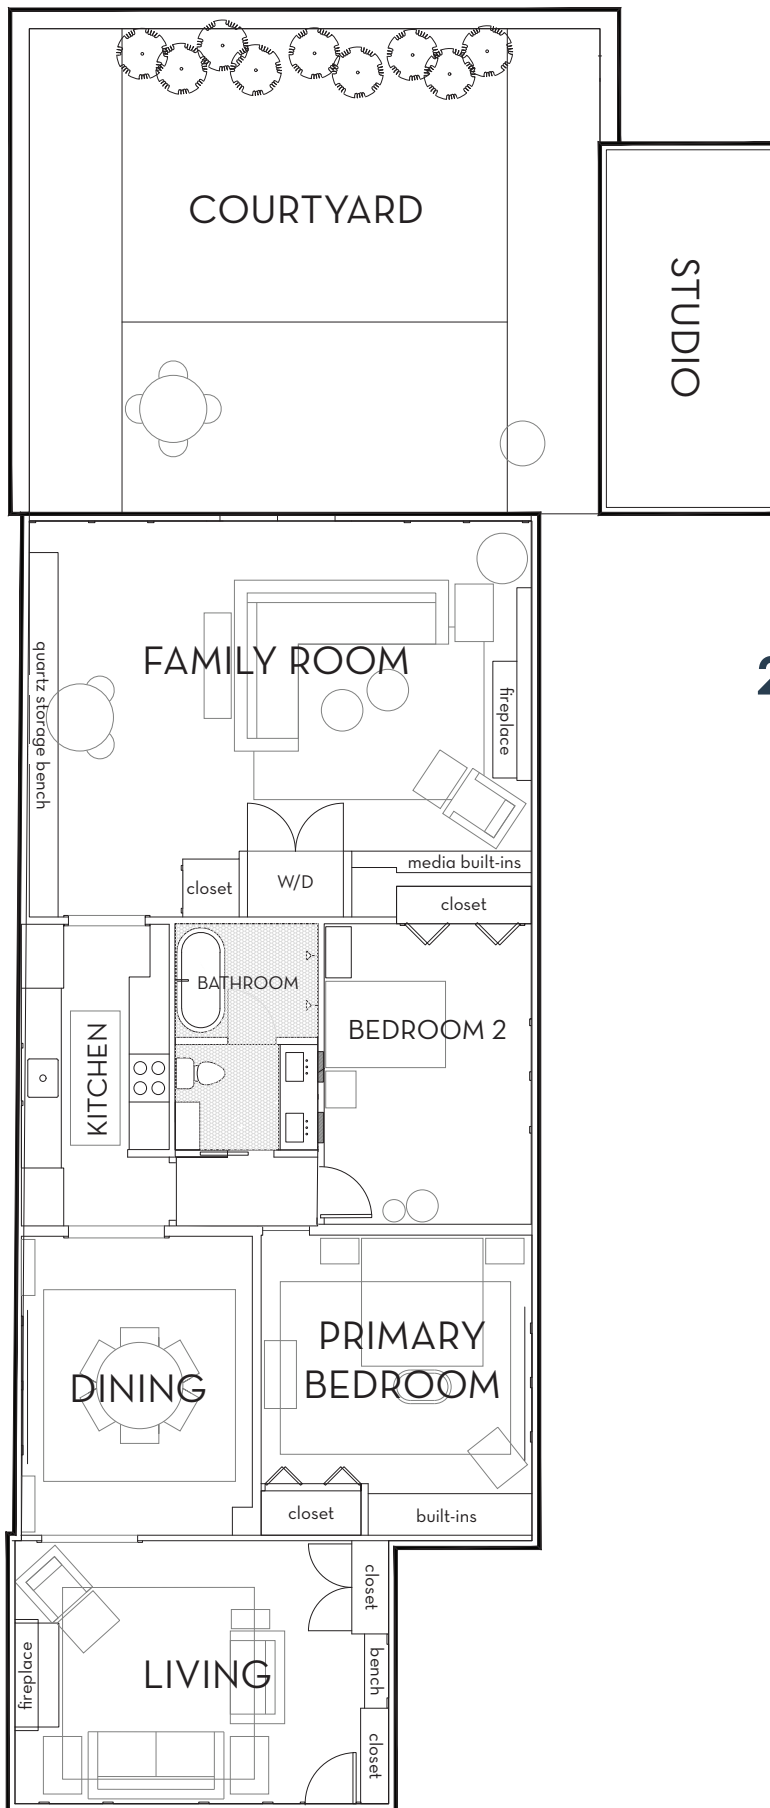 COURTYARD
STUDIO
FAMILY ROOM
quartz storage bench
fireplace
media built-ins
closet
W/D
closet
BATHROOM
BEDROOM 2
KITCHEN
PRIMARY
BEDROOM
DINING
closet
built-ins
closet
LIVING
fireplace
bench
closet